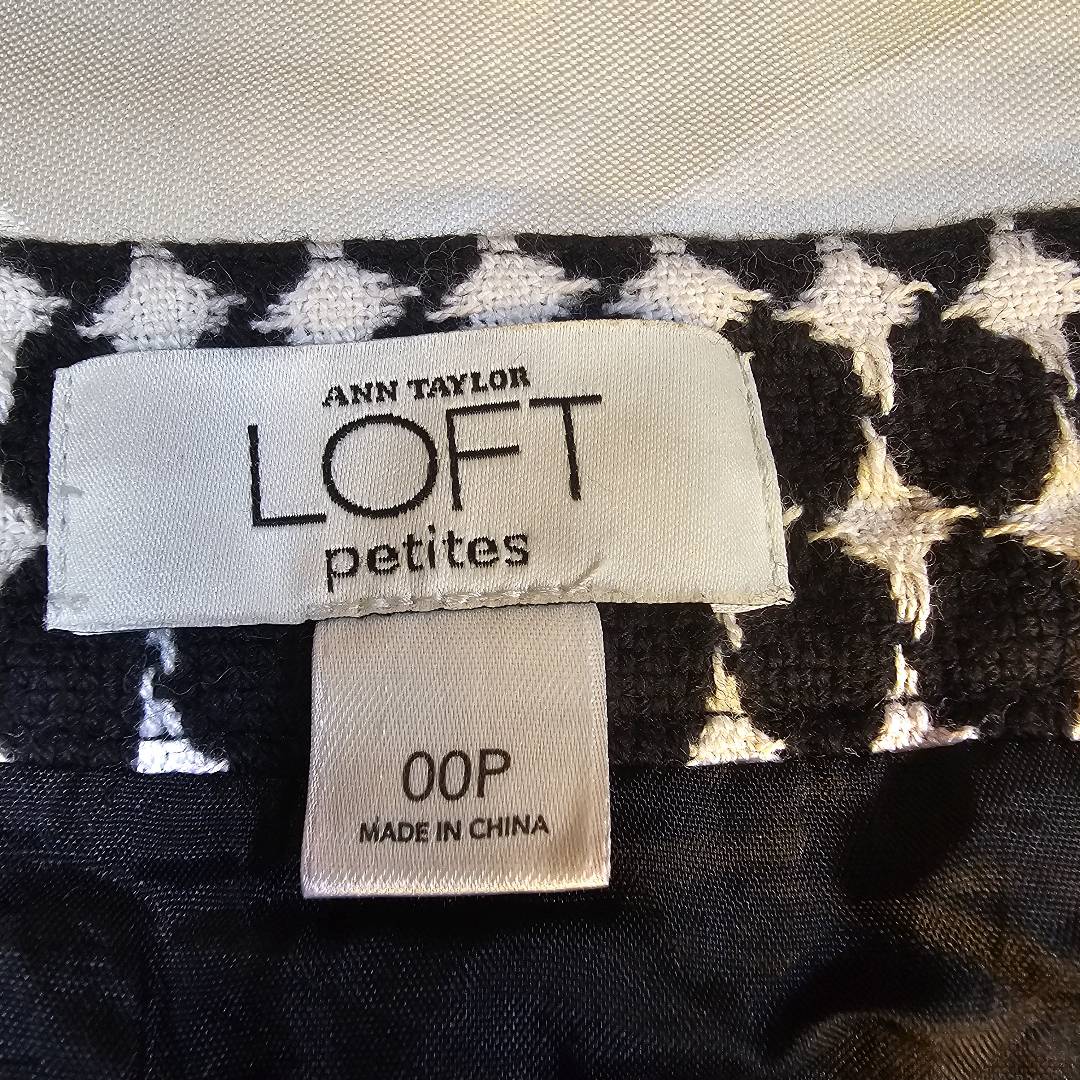 ANN TAYLOR
LOFT
petites
00P
MADE IN CHINA